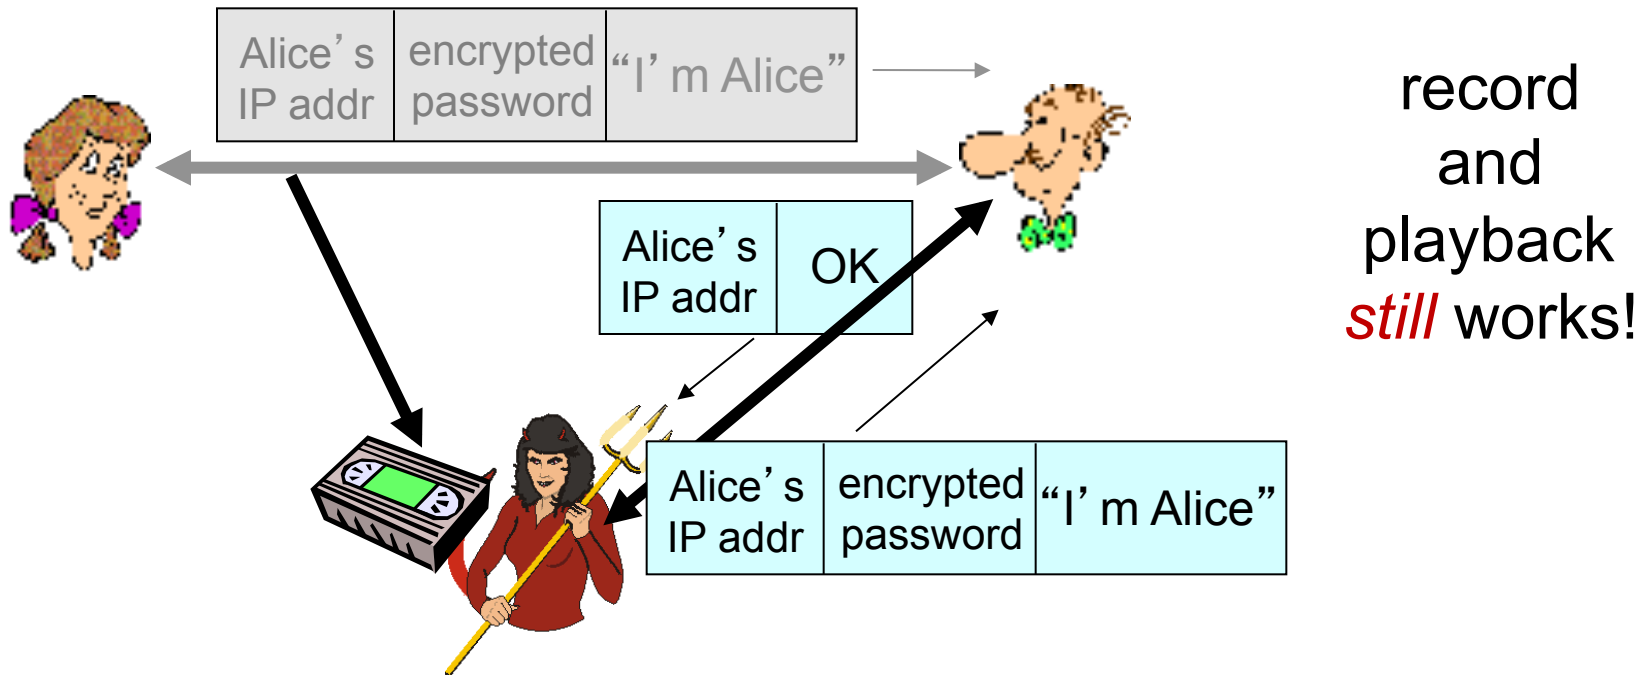 Alice’s
IP addr
encrypted
password
“I’m Alice”
record
and
playback
still works!
Alice’s
IP addr
OK
Alice’s
IP addr
encrypted
password
“I’m Alice”